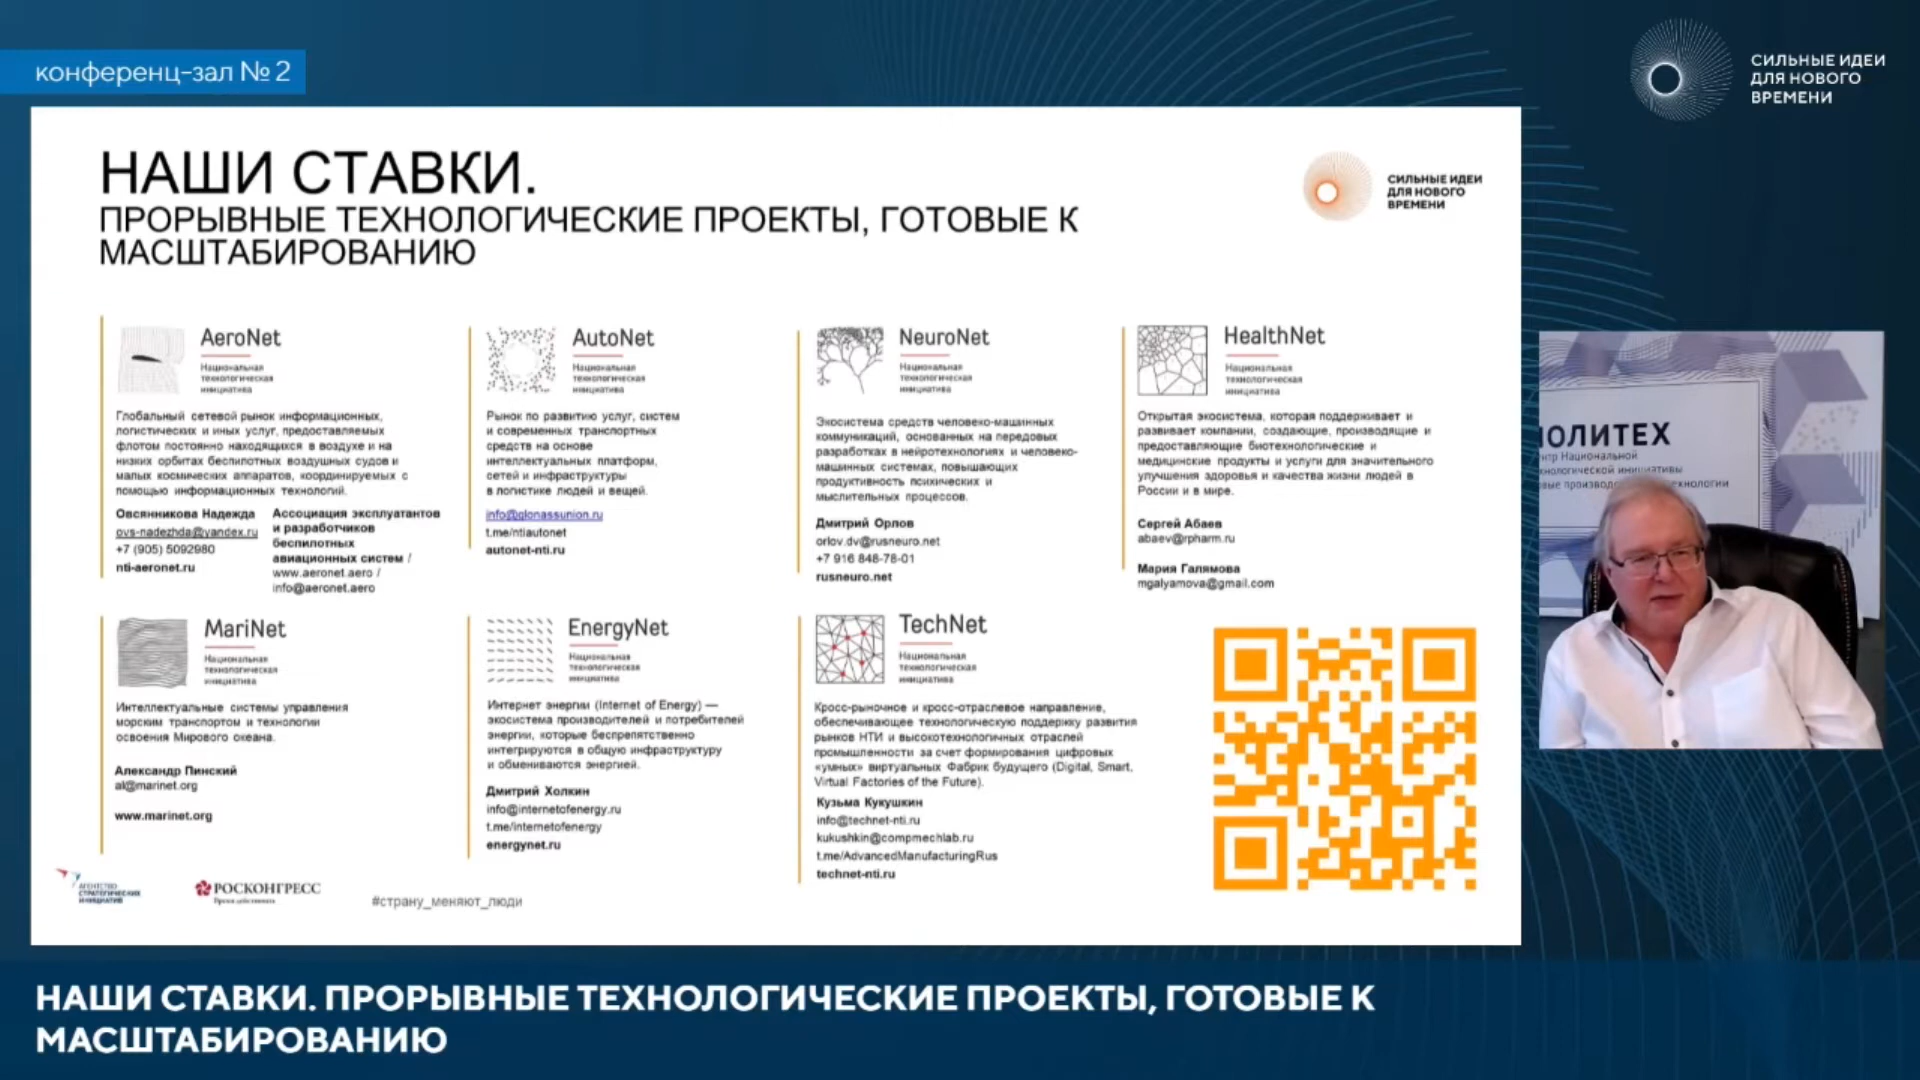 конференц-зал № 2
СИЛЬНЫЕ ИДЕИ
ДЛЯ НОВОГО
ВРЕМЕНИ
НАШИ СТАВКИ.
ПРОРЫВНЫЕ ТЕХНОЛОГИЧЕСКИЕ ПРОЕКТЫ, ГОТОВЫЕ К
МАСШТАБИРОВАНИЮ
СИЛЬНЫЕ ИДЕИ
ДЛЯ НОВОГО
ВРЕМЕНИ
AeroNet
Национальная
технологическая
инициатива
Глобальный сетевой рынок информационных,
логистических и иных услуг, предоставляемых
флотом постоянно находящихся в воздухе и на
низких орбитах беспилотных воздушных судов и
малых космических аппаратов, координируемых с
помощью информационных технологий.
Овсянникова Надежда
ovs-nadezhda@yandex.ru
+7 (905) 5092980
nti-aeronet.ru
Ассоциация эксплуатантов
и разработчиков
беспилотных
авиационных систем /
www.aeronet.aero /
info@aeronet.aero
AutoNet
Национальная
технологическая
инициатива
Рынок по развитию услуг, систем
и современных транспортных
средств на основе
интеллектуальных платформ,
сетей и инфраструктуры
в логистике людей и вещей.
info@glonassunion.ru
t.me/ntiautonet
autonet-nti.ru
NeuroNet
Национальная
технологическая
инициатива
Экосистема средств человеко-машинных
коммуникаций, основанных на передовых
разработках в нейротехнологиях и человеко-
машинных системах, повышающих
продуктивность психических и
мыслительных процессов.
Дмитрий Орлов
orlov.dv@rusneuro.net
+7 916 848-78-01
rusneuro.net
HealthNet
Национальная
технологическая
инициатива
Открытая экосистема, которая поддерживает и
развивает компании, создающие, производящие и
предоставляющие биотехнологические и
медицинские продукты и услуги для значительного
улучшения здоровья и качества жизни людей в
России и в мире.
Сергей Абаев
abaev@rpharm.ru
Мария Галямова
mgalyamova@gmail.com
MariNet
Национальная
технологическая
инициатива
Интеллектуальные системы управления
морским транспортом и технологии
освоения Мирового океана.
Александр Пинский
al@marinet.org
www.marinet.org
EnergyNet
Национальная
технологическая
инициатива
Интернет энергии (Internet of Energy) —
экосистема производителей и потребителей
энергии, которые беспрепятственно
интегрируются в общую инфраструктуру
и обмениваются энергией.
Дмитрий Холкин
info@internetofenergy.ru
t.me/internetofenergy
energynet.ru
TechNet
Национальная
технологическая
инициатива
Кросс-рыночное и кросс-отраслевое направление,
обеспечивающее технологическую поддержку развития
рынков НТИ и высокотехнологичных отраслей
промышленности за счет формирования цифровых
«умных» виртуальных Фабрик будущего (Digital, Smart,
Virtual Factories of the Future).
Кузьма Кукушкин
info@technet-nti.ru
kukushkin@compmechlab.ru
t.me/AdvancedManufacturingRus
technet-nti.ru
АГЕНТСТВО
СТРАТЕГИЧЕСКИХ
ИНИЦИАТИВ
РОСКОНГРЕСС
#страну_меняют_люди
ПОЛИТЕХ
Национальной
инициативы
технологии
НАШИ СТАВКИ. ПРОРЫВНЫЕ ТЕХНОЛОГИЧЕСКИЕ ПРОЕКТЫ, ГОТОВЫЕ К
МАСШТАБИРОВАНИЮ